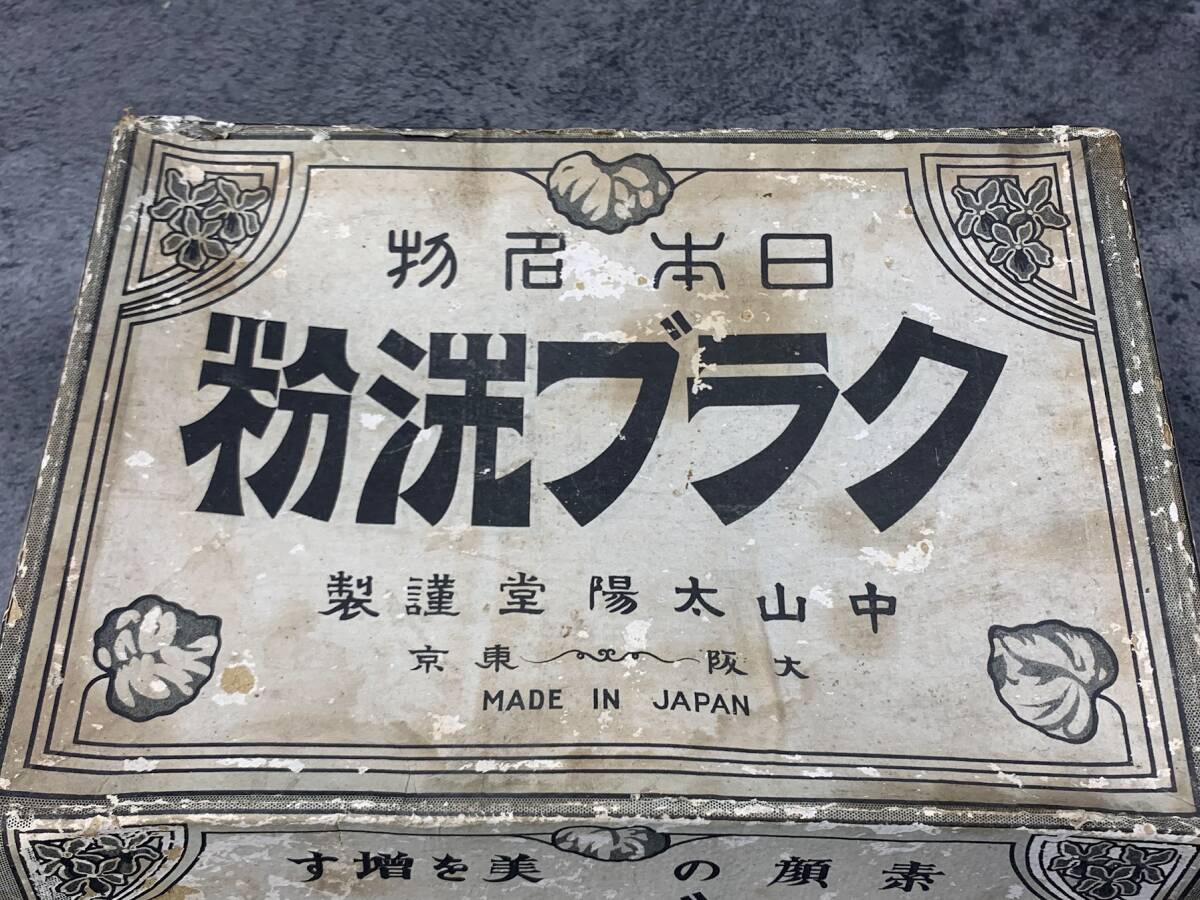 日本名物
クラブ洗粉
中山太陽堂謹製
大阪 東京
MADE IN JAPAN
素顔の美を増す